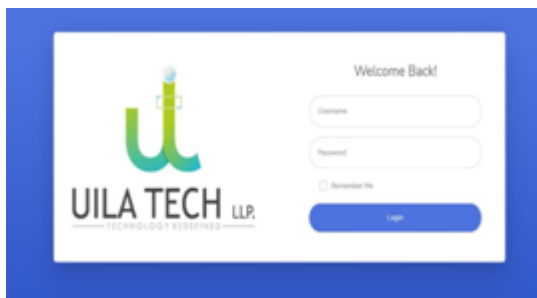 UILA TECH LLP.
TECHNOLOGY REDEFINED
Welcome Back!
Username
Password
Remember Me
Login